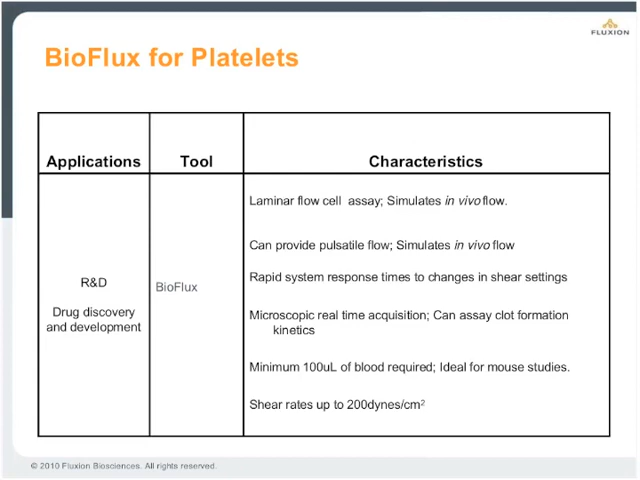 FLUXION
BioFlux for Platelets
Applications
Tool
Characteristics
R&D
Drug discovery
and development
BioFlux
Laminar flow cell assay; Simulates in vivo flow.
Can provide pulsatile flow; Simulates in vivo flow
Rapid system response times to changes in shear settings
Microscopic real time acquisition; Can assay clot formation
kinetics
Minimum 100uL of blood required; Ideal for mouse studies.
Shear rates up to 200dynes/cm²
© 2010 Fluxion Biosciences. All rights reserved.